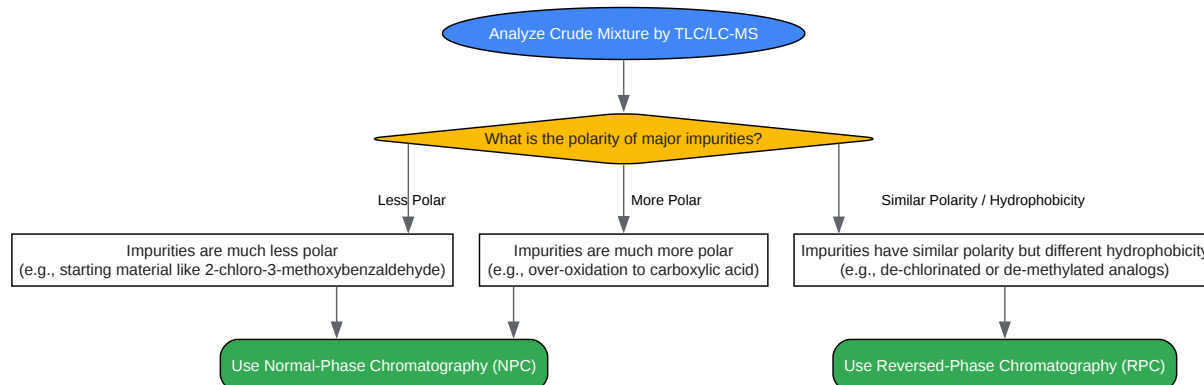 Analyze Crude Mixture by TLC/LC-MS
What is the polarity of major impurities?
Less Polar
More Polar
Similar Polarity / Hydrophobicity
Impurities are much less polar
(e.g., starting material like 2-chloro-3-methoxybenzaldehyde)
Impurities are much more polar
(e.g., over-oxidation to carboxylic acid)
Impurities have similar polarity but different hydrophobicity
(e.g., de-chlorinated or de-methylated analogs)
Use Normal-Phase Chromatography (NPC)
Use Reversed-Phase Chromatography (RPC)